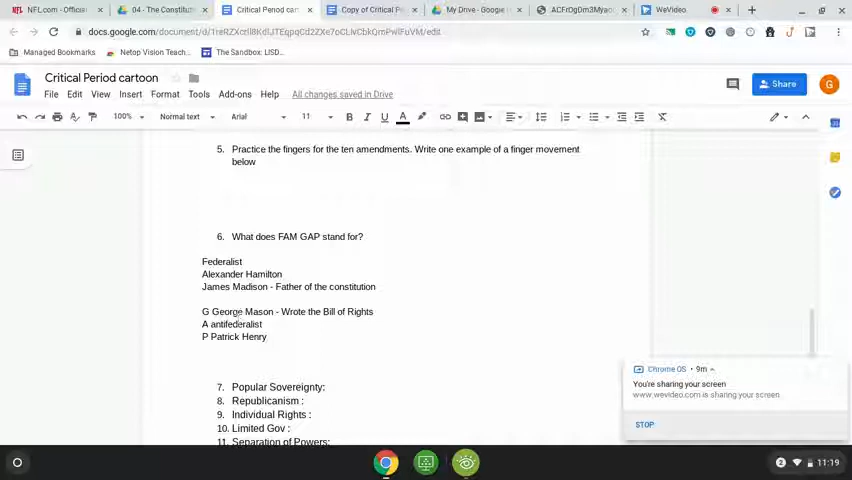 NFL.com - Official
04 - The Constitut
Critical Period cart
Copy of Critical Pe
My Drive - Google
WeVideo
Managed Bookmarks
Netop Vision Teach...
The Sandbox: LISD...
Critical Period cartoon
File Edit View Insert Format Tools Add-ons Help All changes saved in Drive
Share
G
100% Normal text Arial 11
5. Practice the fingers for the ten amendments. Write one example of a finger movement
below
6. What does FAM GAP stand for?
Federalist
Alexander Hamilton
James Madison - Father of the constitution
G George Mason - Wrote the Bill of Rights
A antifederalist
P Patrick Henry
7. Popular Sovereignty:
8. Republicanism :
9. Individual Rights :
10. Limited Gov :
11. Separation of Powers:
Chrome OS • 9m
You're sharing your screen
www.wevideo.com is sharing your screen
STOP
2 11:19